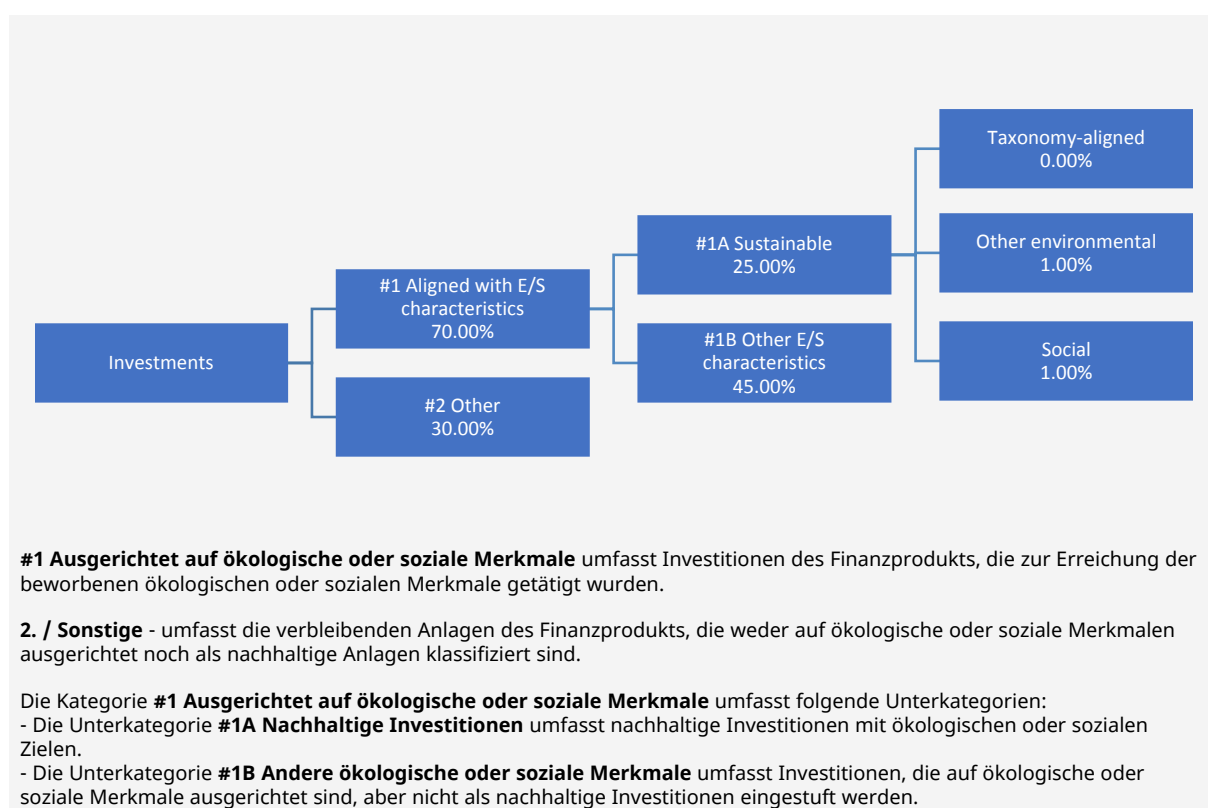 Taxonomy-aligned
0.00%
#1A Sustainable
25.00%
Other environmental
1.00%
#1 Aligned with E/S
characteristics
70.00%
Investments
#1B Other E/S
characteristics
45.00%
Social
1.00%
#2 Other
30.00%
#1 Ausgerichtet auf ökologische oder soziale Merkmale umfasst Investitionen des Finanzprodukts, die zur Erreichung der
beworbenen ökologischen oder sozialen Merkmale getätigt wurden.
2. / Sonstige - umfasst die verbleibenden Anlagen des Finanzprodukts, die weder auf ökologische oder soziale Merkmalen
ausgerichtet noch als nachhaltige Anlagen klassifiziert sind.
Die Kategorie #1 Ausgerichtet auf ökologische oder soziale Merkmale umfasst folgende Unterkategorien:
- Die Unterkategorie #1A Nachhaltige Investitionen umfasst nachhaltige Investitionen mit ökologischen oder sozialen
Zielen.
- Die Unterkategorie #1B Andere ökologische oder soziale Merkmale umfasst Investitionen, die auf ökologische oder
soziale Merkmale ausgerichtet sind, aber nicht als nachhaltige Investitionen eingestuft werden.